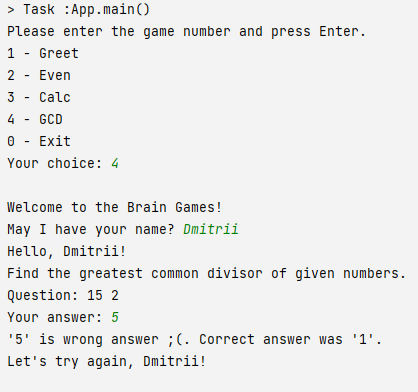 > Task :App.main()
Please enter the game number and press Enter.
1 - Greet
2 - Even
3 - Calc
4 - GCD
0 - Exit
Your choice: 4
Welcome to the Brain Games!
May I have your name? Dmitrii
Hello, Dmitrii!
Find the greatest common divisor of given numbers.
Question: 15 2
Your answer: 5
'5' is wrong answer ;(. Correct answer was '1'.
Let's try again, Dmitrii!